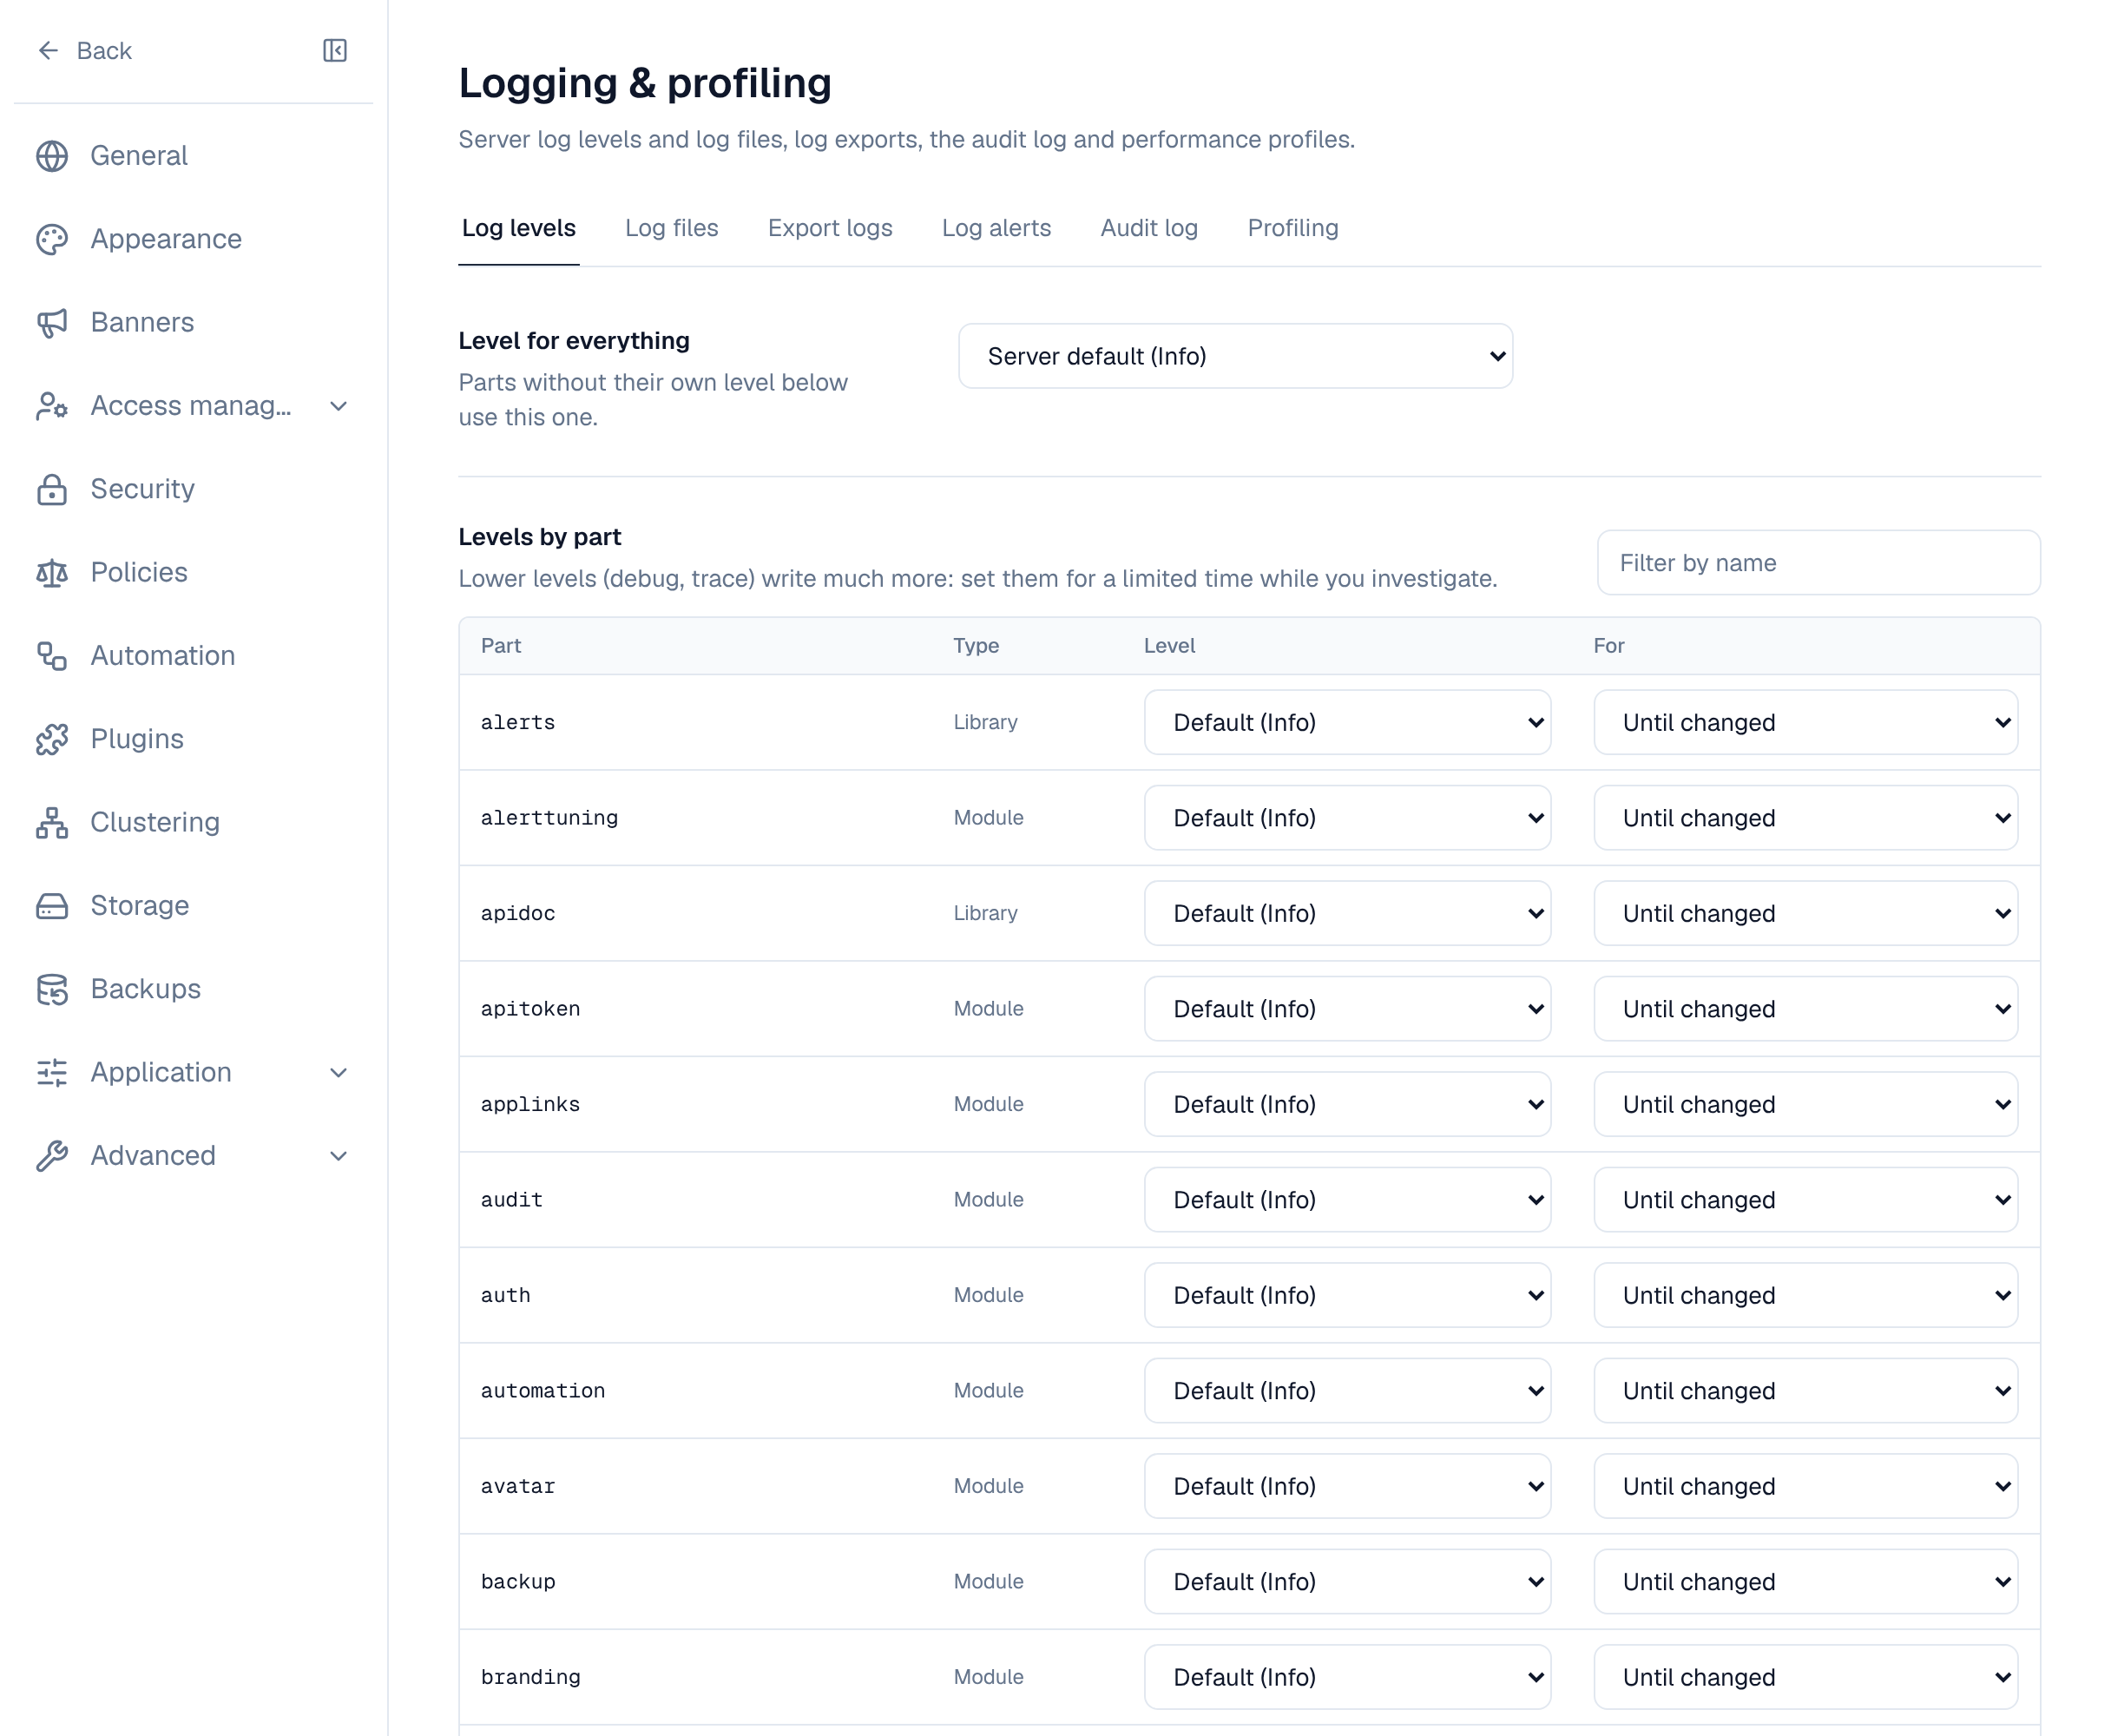 Back
General
Appearance
Banners
Access manag...
Security
Policies
Automation
Plugins
Clustering
Storage
Backups
Application
Advanced
Logging & profiling
Server log levels and log files, log exports, the audit log and performance profiles.
Log levels Log files Export logs Log alerts Audit log Profiling
Level for everything
Parts without their own level below
use this one.
Server default (Info)
Levels by part
Lower levels (debug, trace) write much more: set them for a limited time while you investigate.
Filter by name
Part Type Level For
alerts Library Default (Info) Until changed
alerttuning Module Default (Info) Until changed
apidoc Library Default (Info) Until changed
apitoken Module Default (Info) Until changed
applinks Module Default (Info) Until changed
audit Module Default (Info) Until changed
auth Module Default (Info) Until changed
automation Module Default (Info) Until changed
avatar Module Default (Info) Until changed
backup Module Default (Info) Until changed
branding Module Default (Info) Until changed